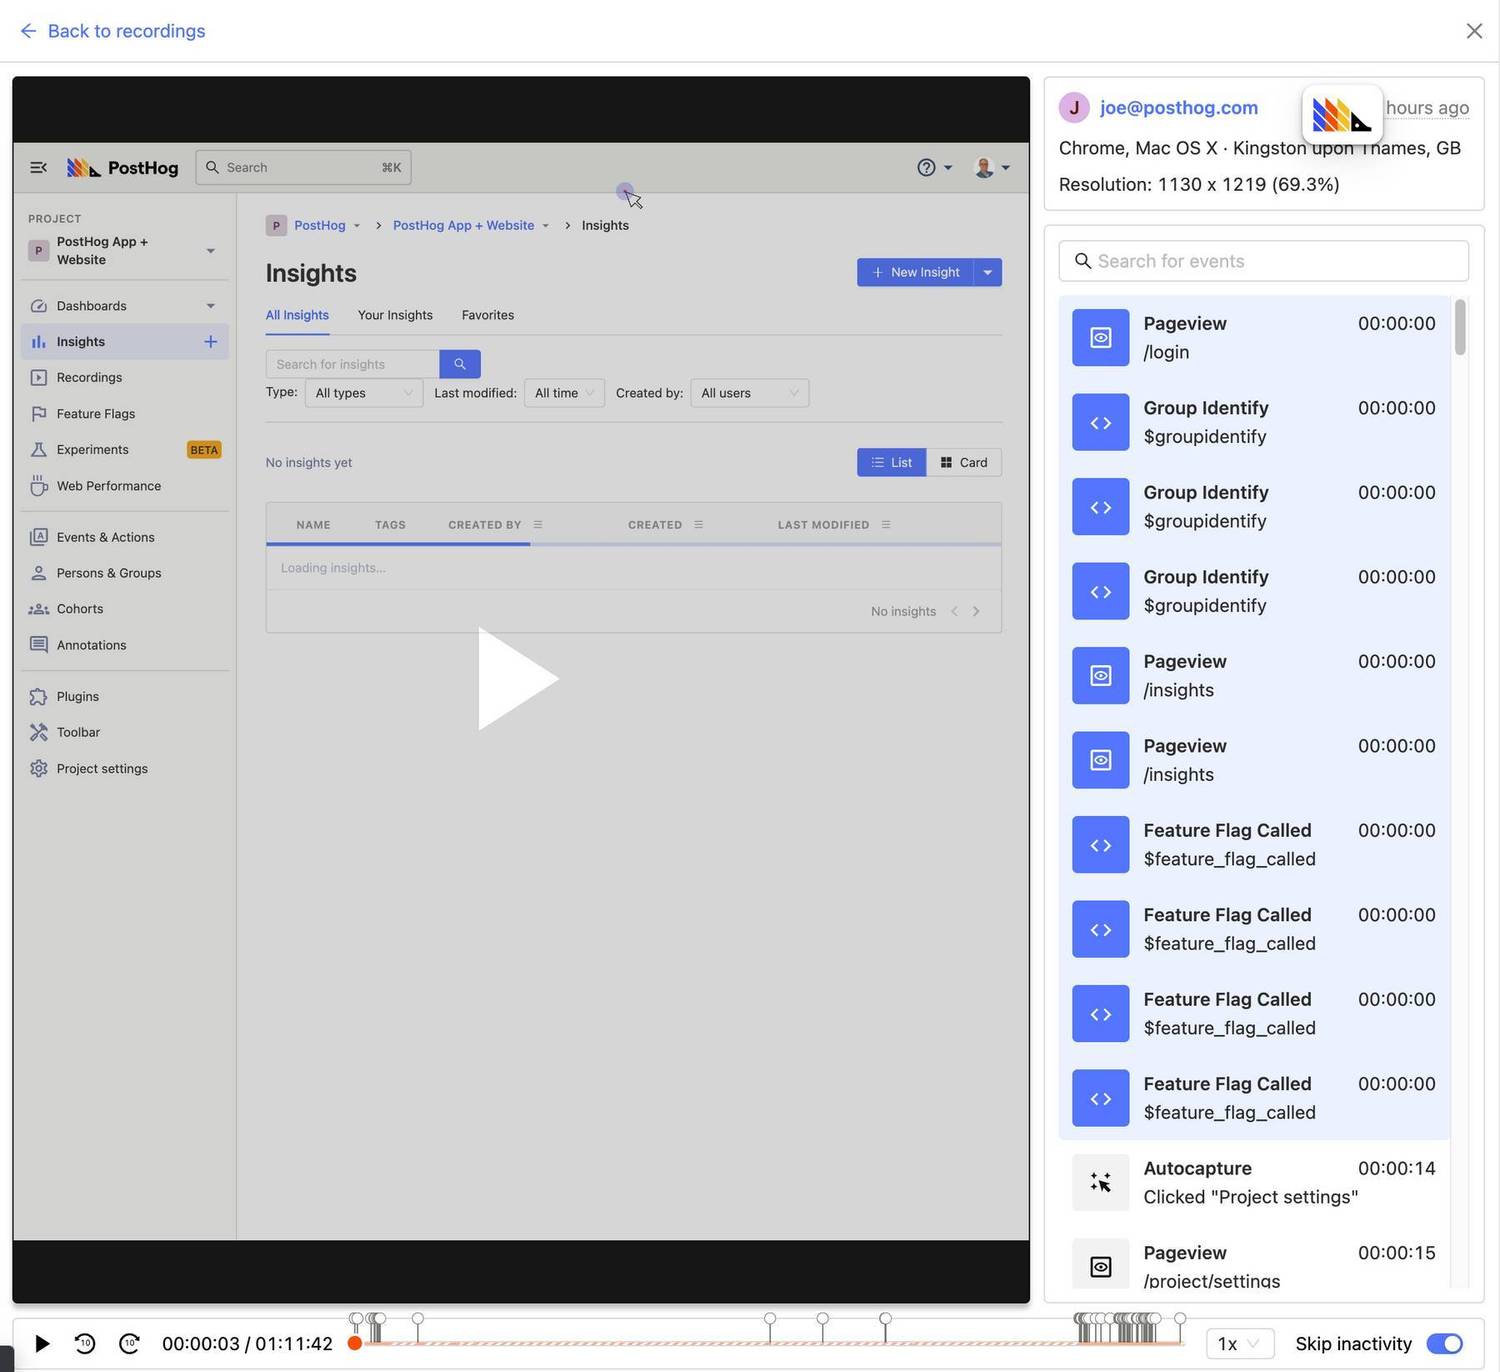 Back to recordings
PostHog
Search
⌘K
PROJECT
P
PostHog App +
Website
Dashboards
Insights
Recordings
Feature Flags
Experiments
BETA
Web Performance
Events & Actions
Persons & Groups
Cohorts
Annotations
Plugins
Toolbar
Project settings
P PostHog > PostHog App + Website > Insights
Insights
+ New Insight
All Insights Your Insights Favorites
Search for insights
Type: All types Last modified: All time Created by: All users
No insights yet
List Card
NAME TAGS CREATED BY CREATED LAST MODIFIED
Loading insights...
No insights < >
J joe@posthog.com hours ago
Chrome, Mac OS X · Kingston upon Thames, GB
Resolution: 1130 x 1219 (69.3%)
Search for events
Pageview 00:00:00
/login
Group Identify 00:00:00
$groupidentify
Group Identify 00:00:00
$groupidentify
Group Identify 00:00:00
$groupidentify
Pageview 00:00:00
/insights
Pageview 00:00:00
/insights
Feature Flag Called 00:00:00
$feature_flag_called
Feature Flag Called 00:00:00
$feature_flag_called
Feature Flag Called 00:00:00
$feature_flag_called
Feature Flag Called 00:00:00
$feature_flag_called
Autocapture 00:00:14
Clicked "Project settings"
Pageview 00:00:15
/project/settings
10 10 00:00:03 / 01:11:42
1x Skip inactivity